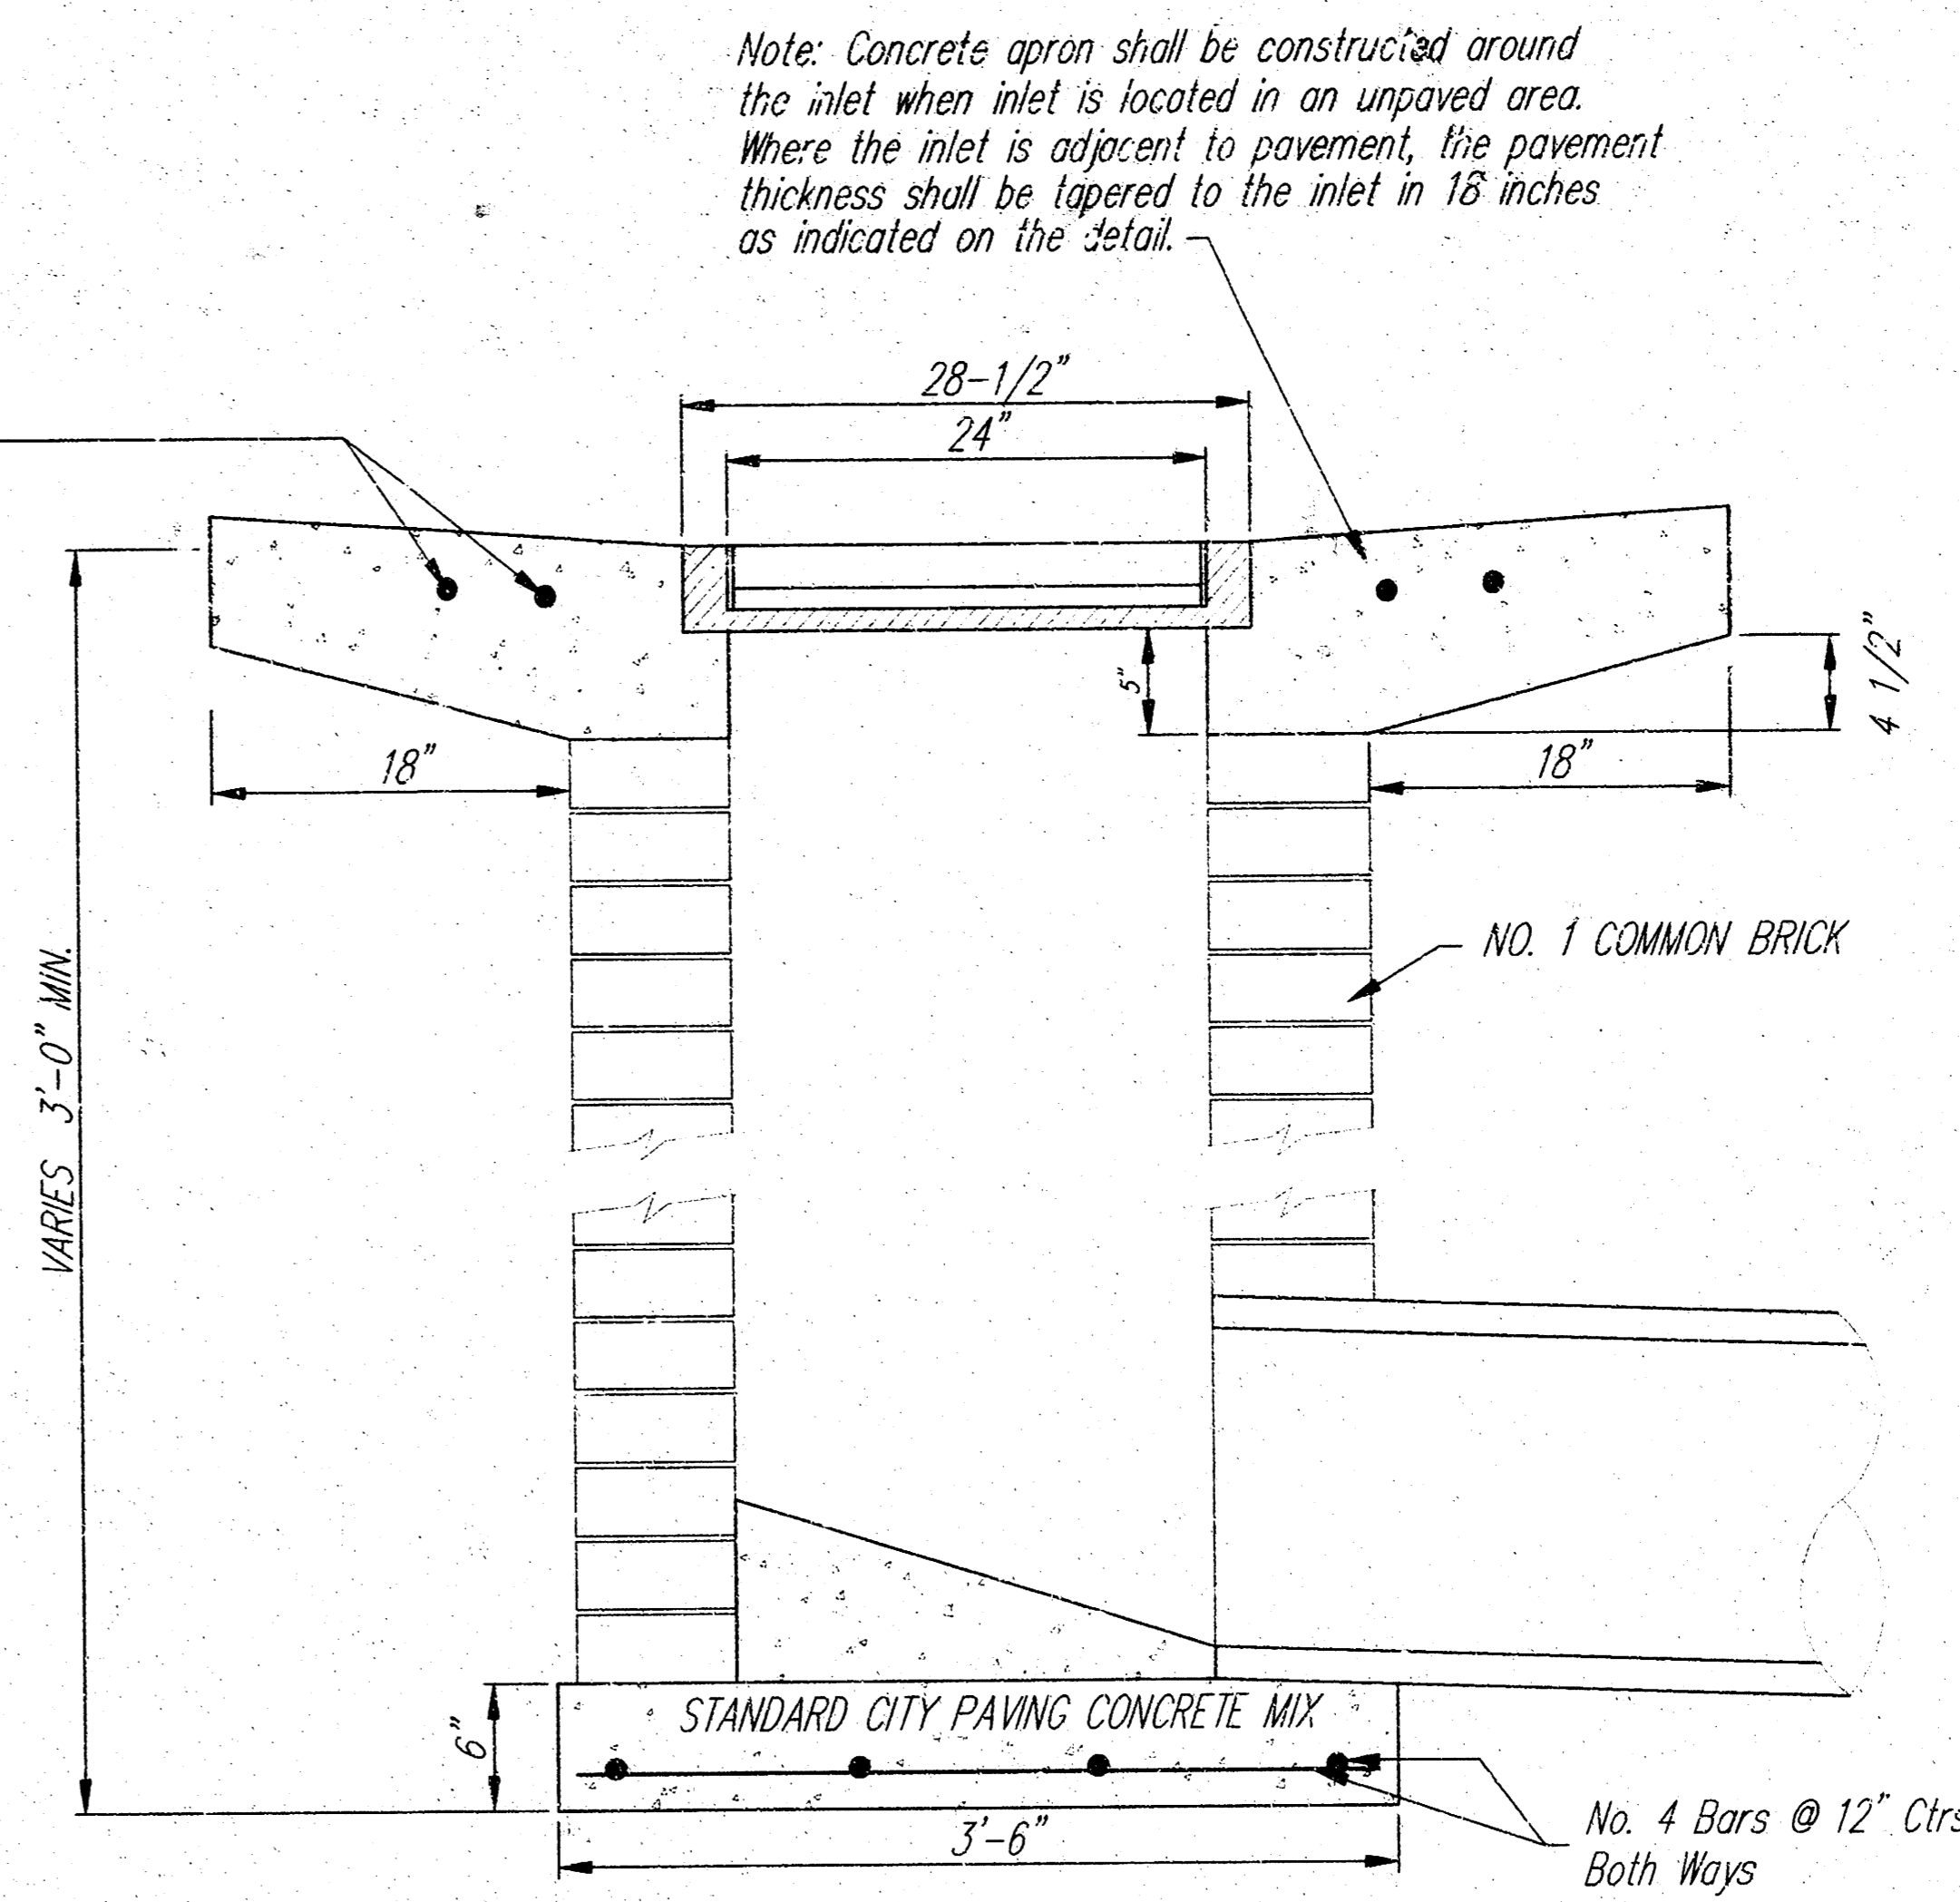 Note: Concrete apron shall be constructed around
the inlet when inlet is located in an unpaved area.
Where the inlet is adjacent to pavement, the pavement
thickness shall be tapered to the inlet in 18 inches
as indicated on the detail.
28-1/2"
24"
5"
4 1/2"
18"
18"
NO. 1 COMMON BRICK
VARIES 3'-0" MIN.
STANDARD CITY PAVING CONCRETE MIX
6"
3'-6"
No. 4 Bars @ 12" Ctrs
Both Ways